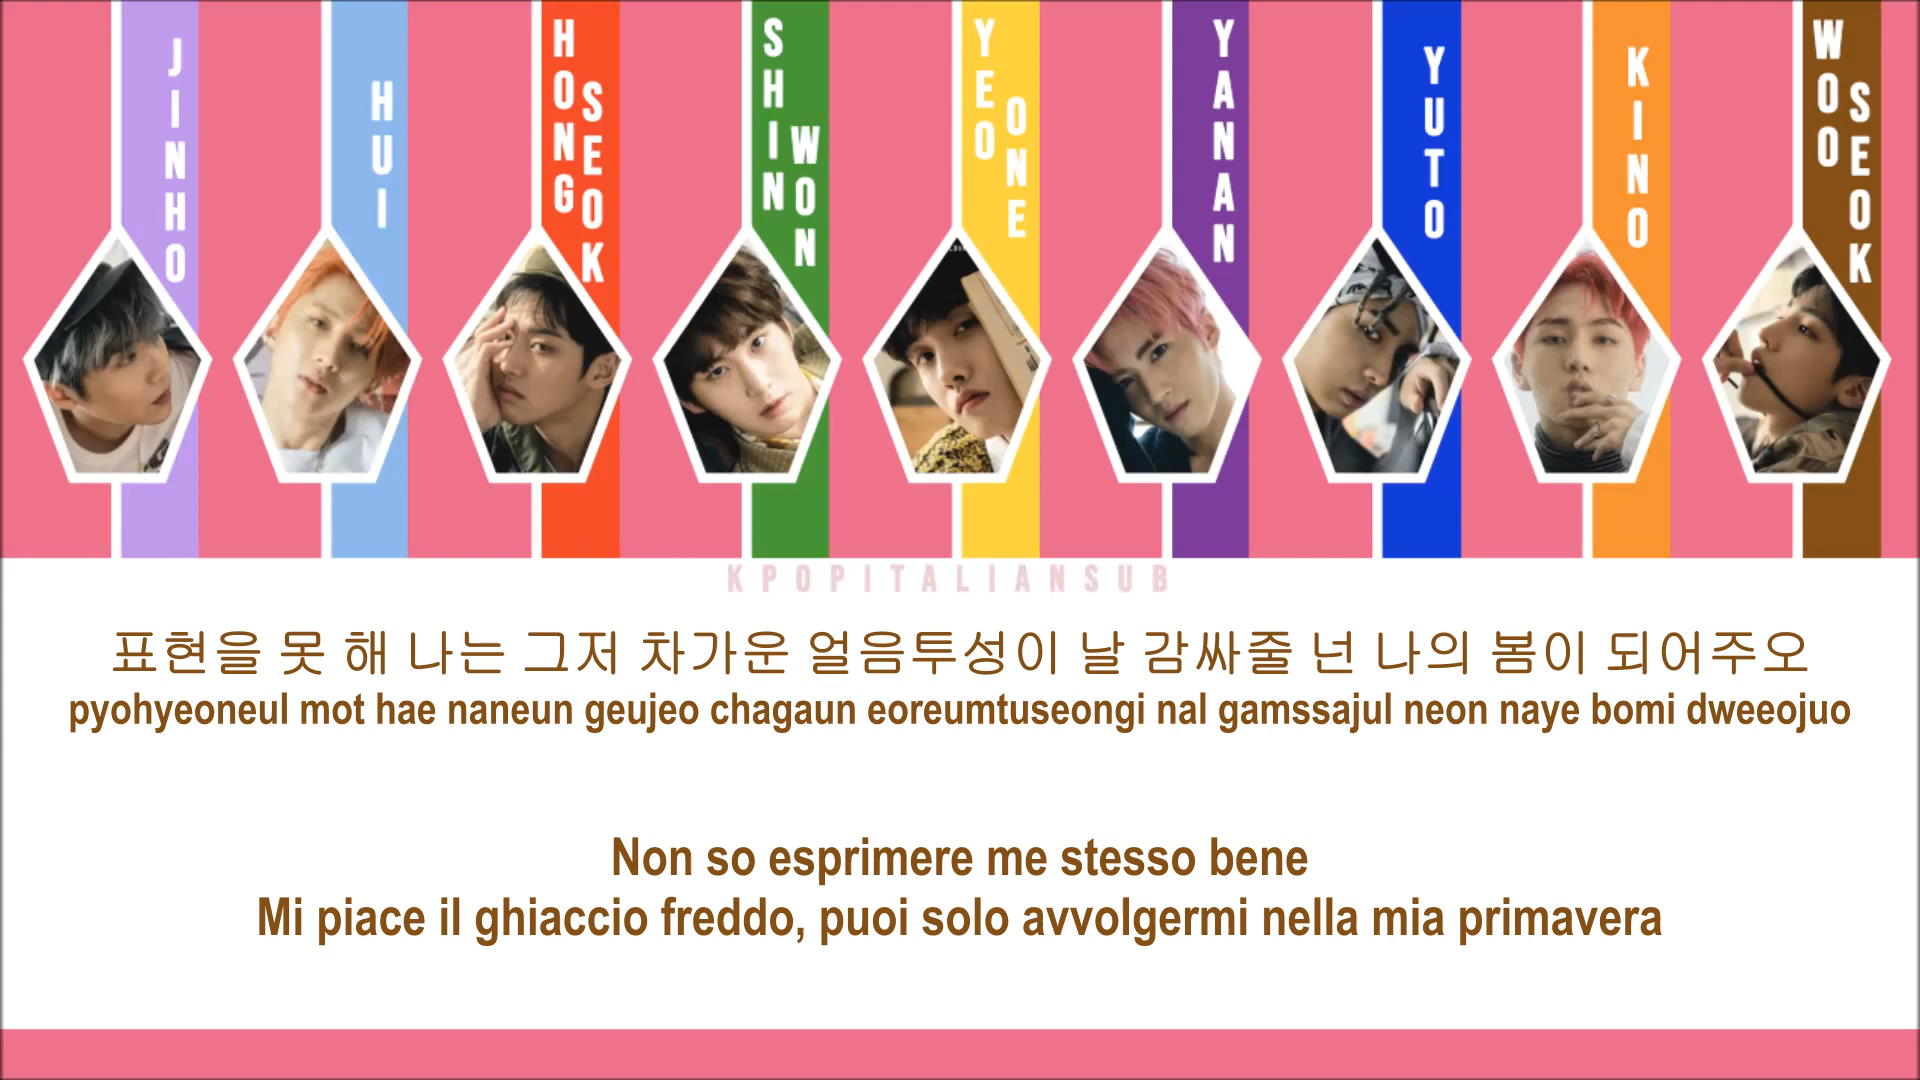 JINHO
HUI
HONG
SEOK
SHIN
WON
YEO
ONE
YANAN
YUTO
KINO
WOO
SEOK
KPOPITALIANSUB
표현을 못 해 나는 그저 차가운 얼음투성이 날 감싸줄 넌 나의 봄이 되어주오
pyohyeoneul mot hae naneun geujeo chagaun eoreumtuseongi nal gamssajul neon naye bomi dweeojuo
Non so esprimere me stesso bene
Mi piace il ghiaccio freddo, puoi solo avvolgermi nella mia primavera